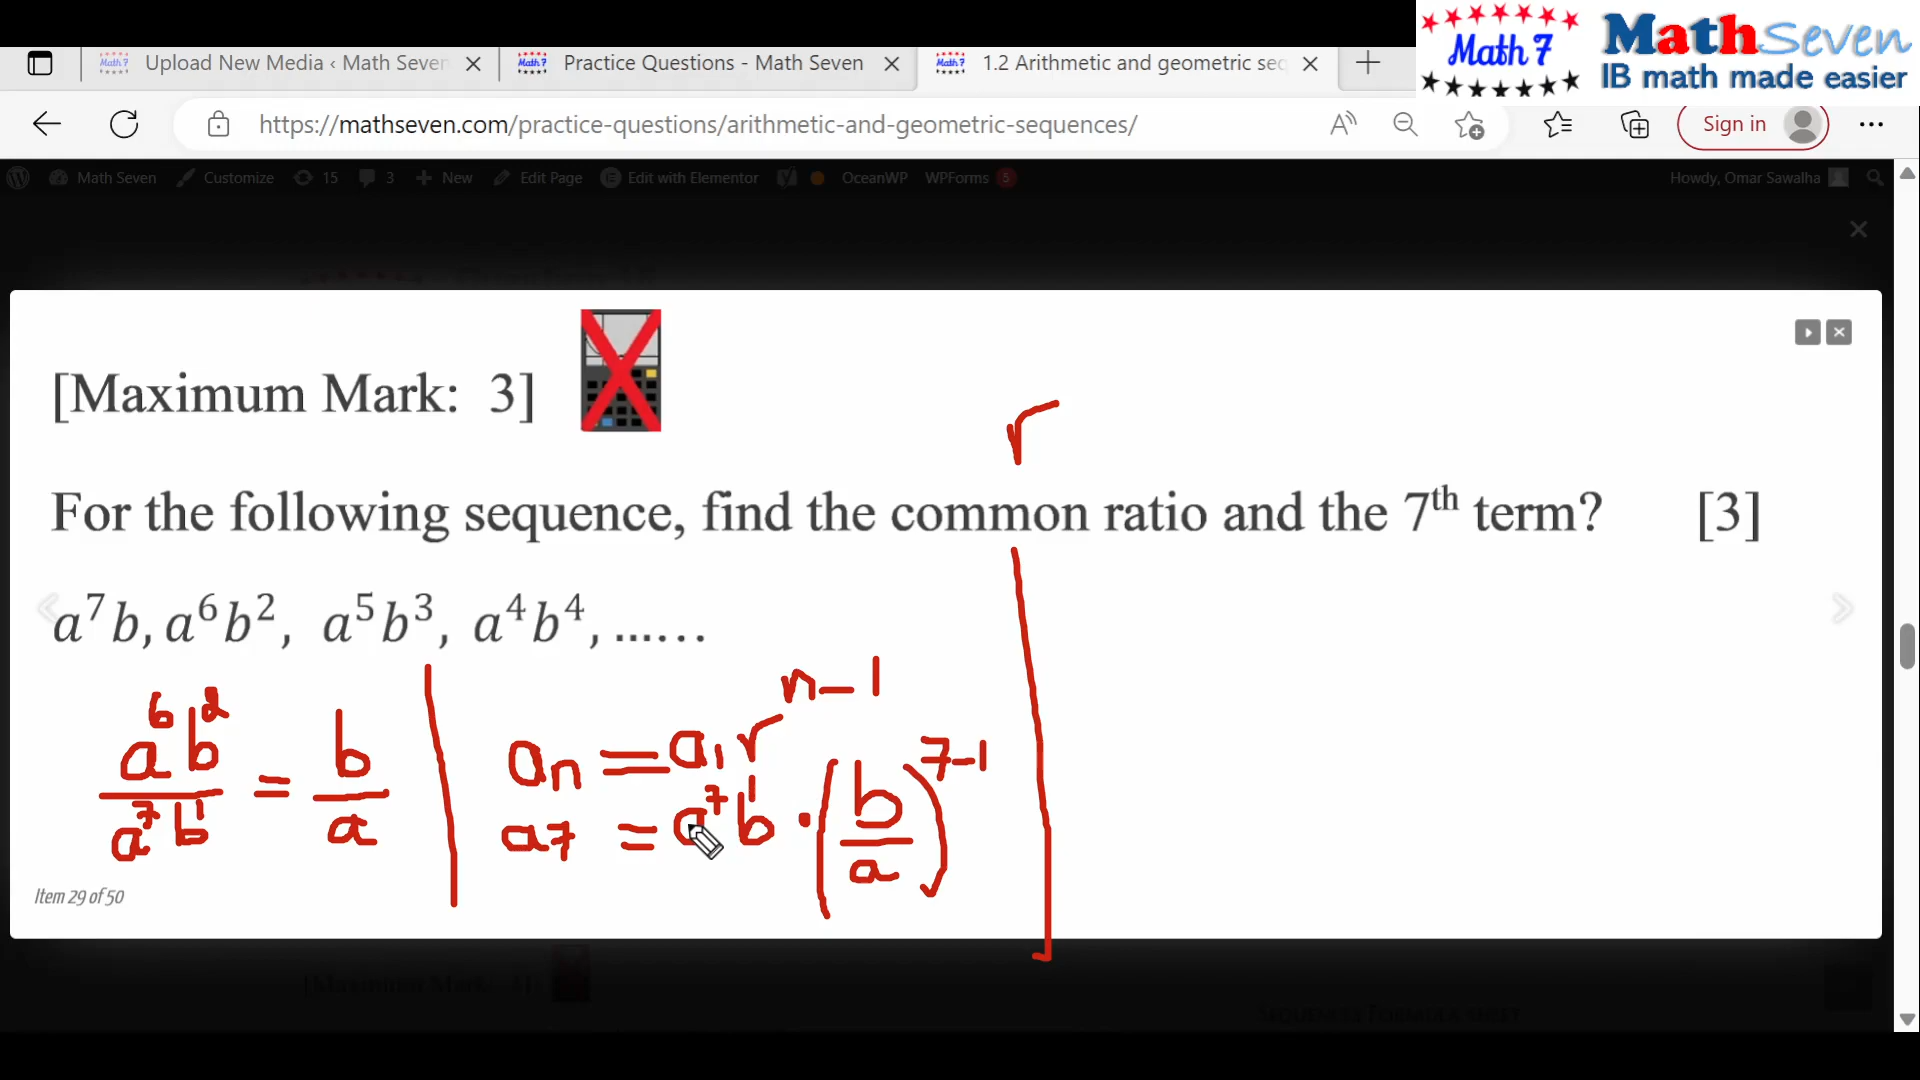 Math 7
MathSeven
IB math made easier
Upload New Media ‹ Math Seven
Practice Questions - Math Seven
1.2 Arithmetic and geometric sec
https://mathseven.com/practice-questions/arithmetic-and-geometric-sequences/
Sign in
Math Seven Customize 15 3 New Edit Page Edit with Elementor OceanWP WPForms 5
Howdy, Omar Sawalha
[Maximum Mark: 3]
r
For the following sequence, find the common ratio and the 7th term? [3]
a⁷b, a⁶b², a⁵b³, a⁴b⁴, ......
a⁶b² / a⁷b¹ = b / a
aₙ = a₁ r ⁿ⁻¹
a7 = a⁷b¹ · (b/a)⁷⁻¹
Item 29 of 50